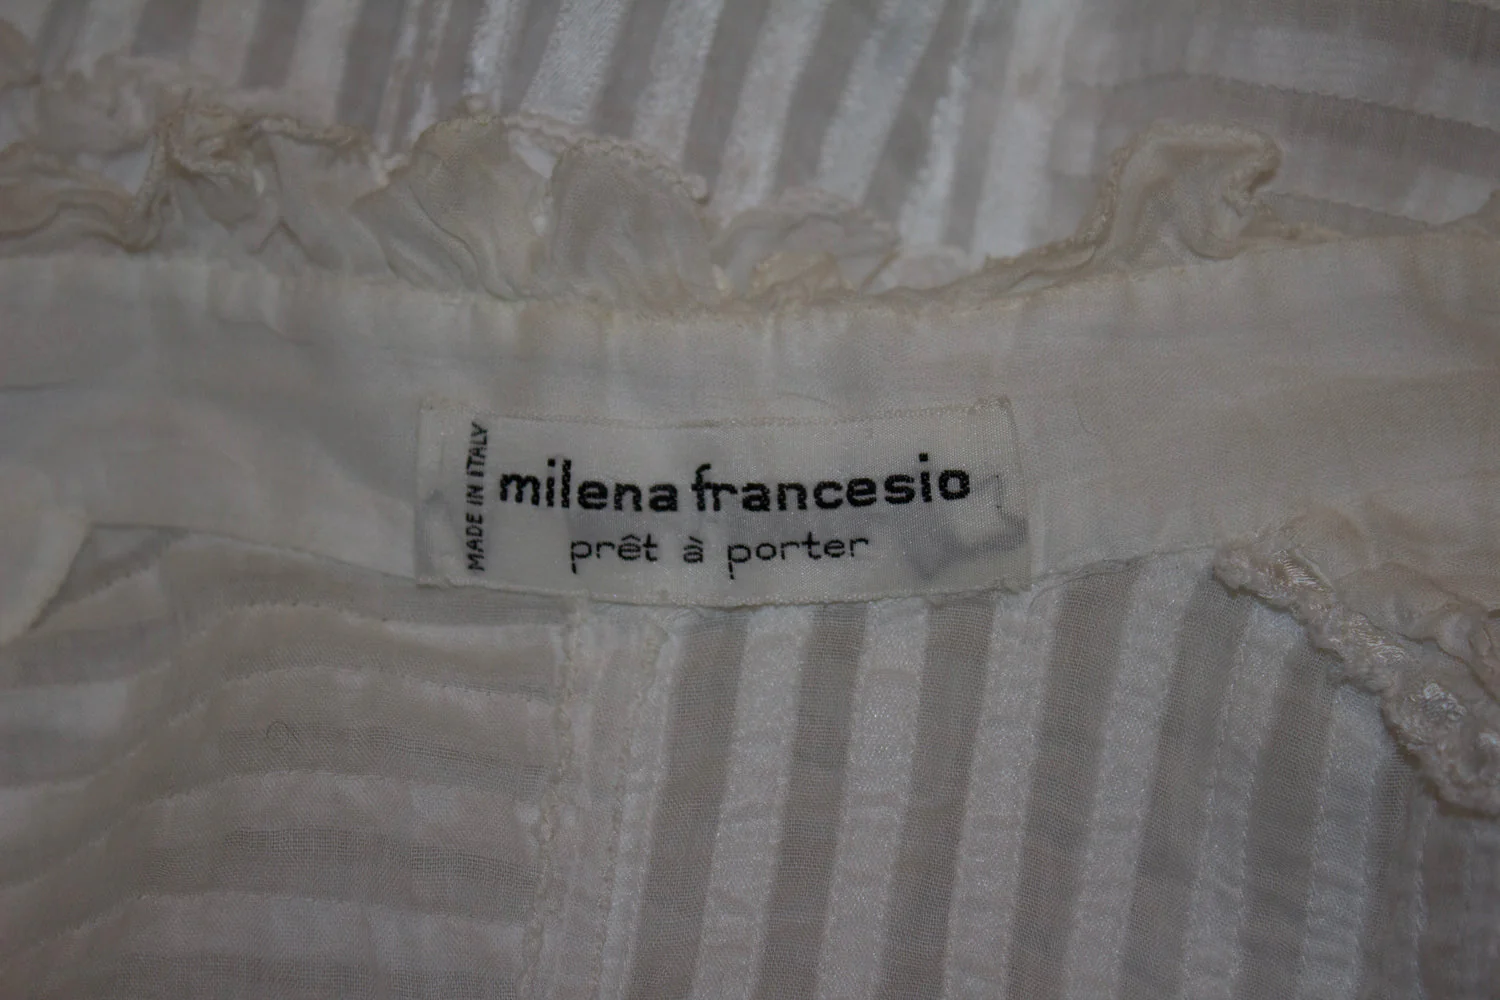 MADE IN ITALY
milena francesio
prêt à porter